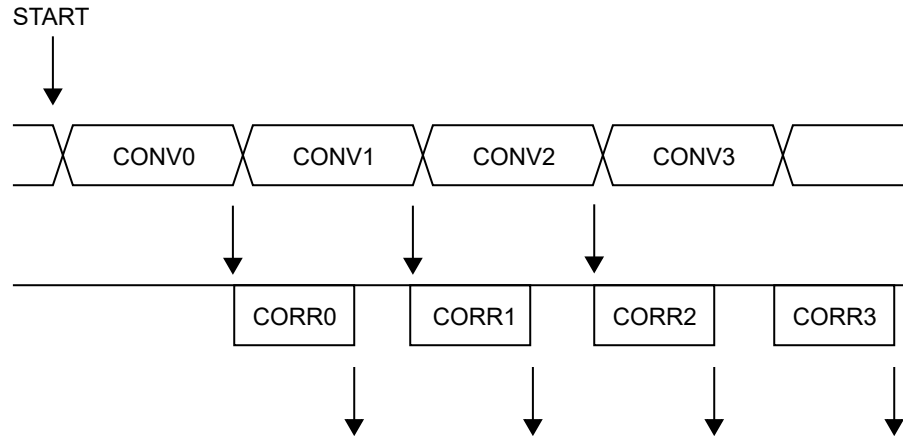 START
CONV0 CONV1 CONV2 CONV3
CORR0 CORR1 CORR2 CORR3